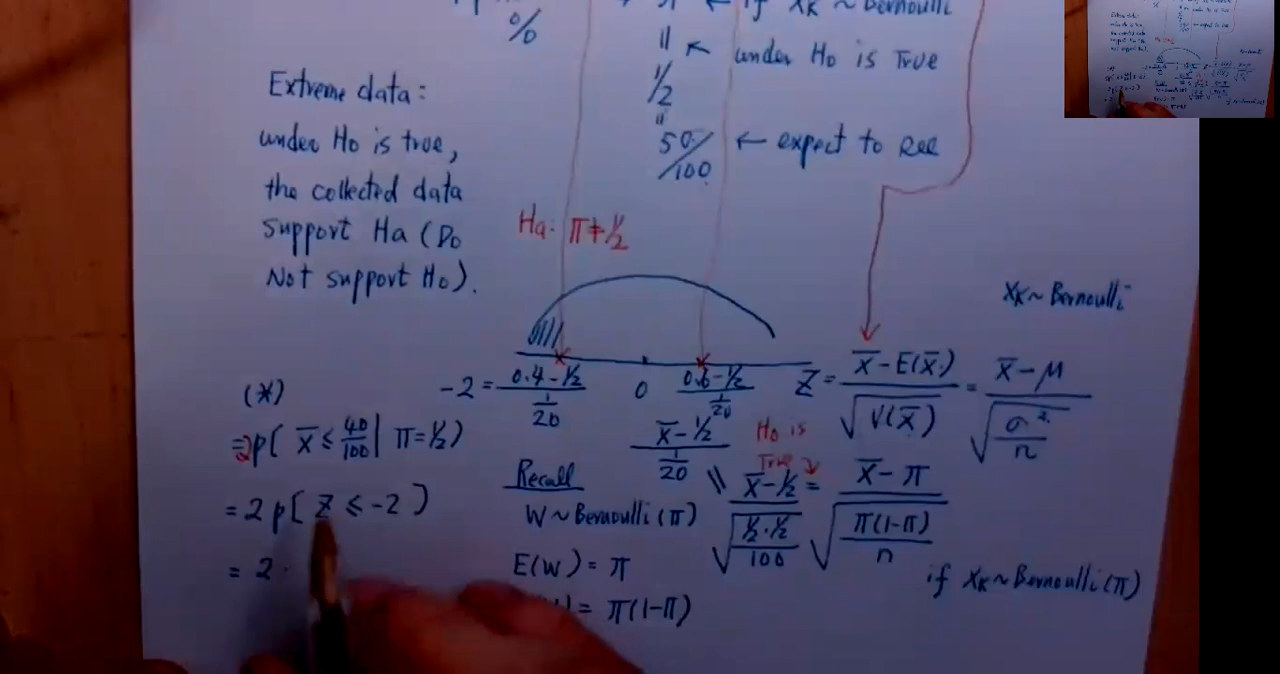 % ← if XK ~ Bernoulli
|| ← under Ho is True
1/2
||
50/100 ← expect to see
Extreme data:
under Ho is true,
the collected data
support Ha (Do
Not support Ho).
Ha: π≠1/2
XK ~ Bernoulli
-2 = (0.4 - 1/2) / (1/20)
0
(0.6 - 1/2) / (1/20)
Z = (X̄ - E(X̄)) / √V(X̄) = (X̄ - μ) / √(σ²/n)
(*)
=2P( X̄ ≤ 40/100 | π=1/2)
(X̄ - 1/2) / (1/20)
Ho is
True
|| (X̄ - 1/2) / √(1/2·1/2 / 100) = (X̄ - π) / √(π(1-π) / n)
if XK ~ Bernoulli(π)
= 2P[ Z ≤ -2 )
= 2·
Recall
W ~ Bernoulli(π)
E(W) = π
= π(1-π)